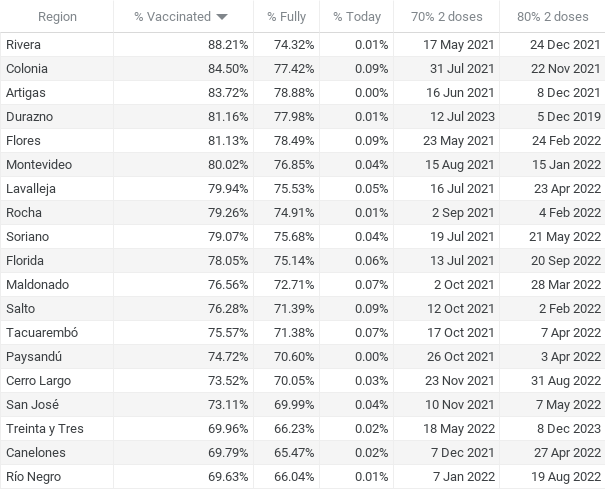 Region % Vaccinated % Fully % Today 70% 2 doses 80% 2 doses
Rivera 88.21% 74.32% 0.01% 17 May 2021 24 Dec 2021
Colonia 84.50% 77.42% 0.09% 31 Jul 2021 22 Nov 2021
Artigas 83.72% 78.88% 0.00% 16 Jun 2021 8 Dec 2021
Durazno 81.16% 77.98% 0.01% 12 Jul 2023 5 Dec 2019
Flores 81.13% 78.49% 0.09% 23 May 2021 24 Feb 2022
Montevideo 80.02% 76.85% 0.04% 15 Aug 2021 15 Jan 2022
Lavalleja 79.94% 75.53% 0.05% 16 Jul 2021 23 Apr 2022
Rocha 79.26% 74.91% 0.01% 2 Sep 2021 4 Feb 2022
Soriano 79.07% 75.68% 0.04% 19 Jul 2021 21 May 2022
Florida 78.05% 75.14% 0.06% 13 Jul 2021 20 Sep 2022
Maldonado 76.56% 72.71% 0.07% 2 Oct 2021 28 Mar 2022
Salto 76.28% 71.39% 0.09% 12 Oct 2021 2 Feb 2022
Tacuarembó 75.57% 71.38% 0.07% 17 Oct 2021 7 Apr 2022
Paysandú 74.72% 70.60% 0.00% 26 Oct 2021 3 Apr 2022
Cerro Largo 73.52% 70.05% 0.03% 23 Nov 2021 31 Aug 2022
San José 73.11% 69.99% 0.04% 10 Nov 2021 7 May 2022
Treinta y Tres 69.96% 66.23% 0.02% 18 May 2022 8 Dec 2023
Canelones 69.79% 65.47% 0.02% 7 Dec 2021 27 Apr 2022
Río Negro 69.63% 66.04% 0.01% 7 Jan 2022 19 Aug 2022